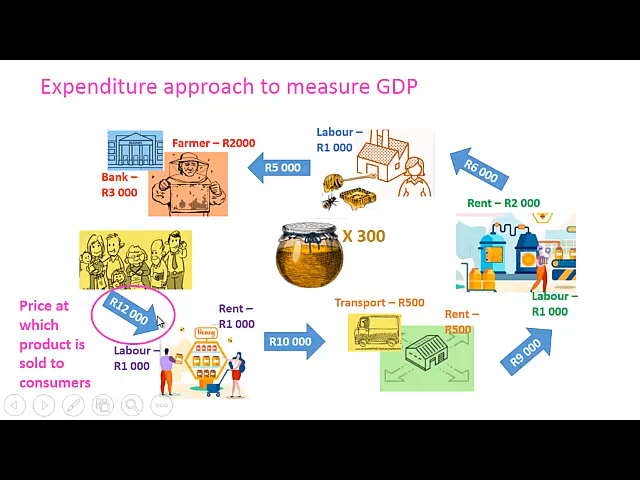 Expenditure approach to measure GDP
BANK
Farmer – R2000
Bank –
R3 000
R5 000
Labour –
R1 000
R6 000
Rent – R2 000
X 300
R12 000
Price at
which
product is
sold to
consumers
Rent –
R1 000
Labour –
R1 000
Honey
R10 000
Transport – R500
Rent –
R500
R9 000
Labour –
R1 000